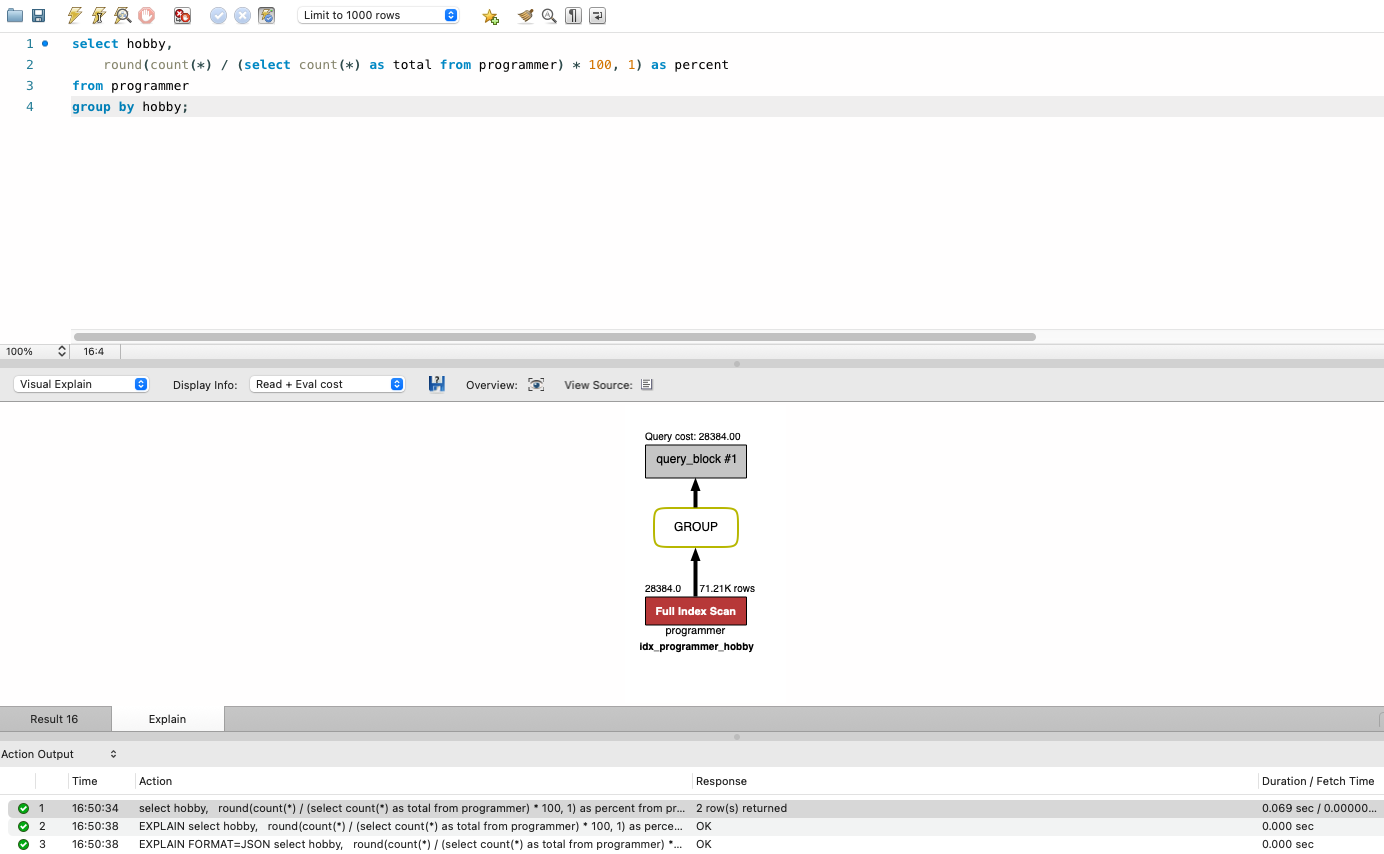 Limit to 1000 rows
1 select hobby,
2 round(count(*) / (select count(*) as total from programmer) * 100, 1) as percent
3 from programmer
4 group by hobby;
100% 16:4
Visual Explain Display Info: Read + Eval cost Overview: View Source:
Query cost: 28384.00
query_block #1
GROUP
28384.0 71.21K rows
Full Index Scan
programmer
idx_programmer_hobby
Result 16 Explain
Action Output
Time Action Response Duration / Fetch Time
1 16:50:34 select hobby, round(count(*) / (select count(*) as total from programmer) * 100, 1) as percent from pr... 2 row(s) returned 0.069 sec / 0.00000...
2 16:50:38 EXPLAIN select hobby, round(count(*) / (select count(*) as total from programmer) * 100, 1) as perce... OK 0.000 sec
3 16:50:38 EXPLAIN FORMAT=JSON select hobby, round(count(*) / (select count(*) as total from programmer) *... OK 0.000 sec